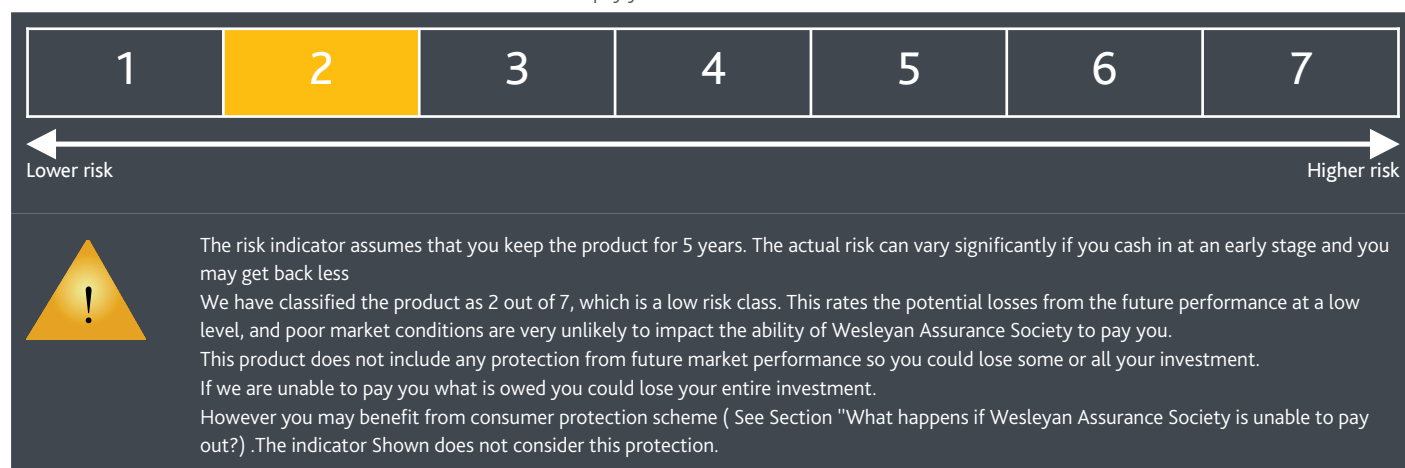 1 2 3 4 5 6 7
Lower risk Higher risk
!
The risk indicator assumes that you keep the product for 5 years. The actual risk can vary significantly if you cash in at an early stage and you
may get back less
We have classified the product as 2 out of 7, which is a low risk class. This rates the potential losses from the future performance at a low
level, and poor market conditions are very unlikely to impact the ability of Wesleyan Assurance Society to pay you.
This product does not include any protection from future market performance so you could lose some or all your investment.
If we are unable to pay you what is owed you could lose your entire investment.
However you may benefit from consumer protection scheme ( See Section "What happens if Wesleyan Assurance Society is unable to pay
out?) .The indicator Shown does not consider this protection.